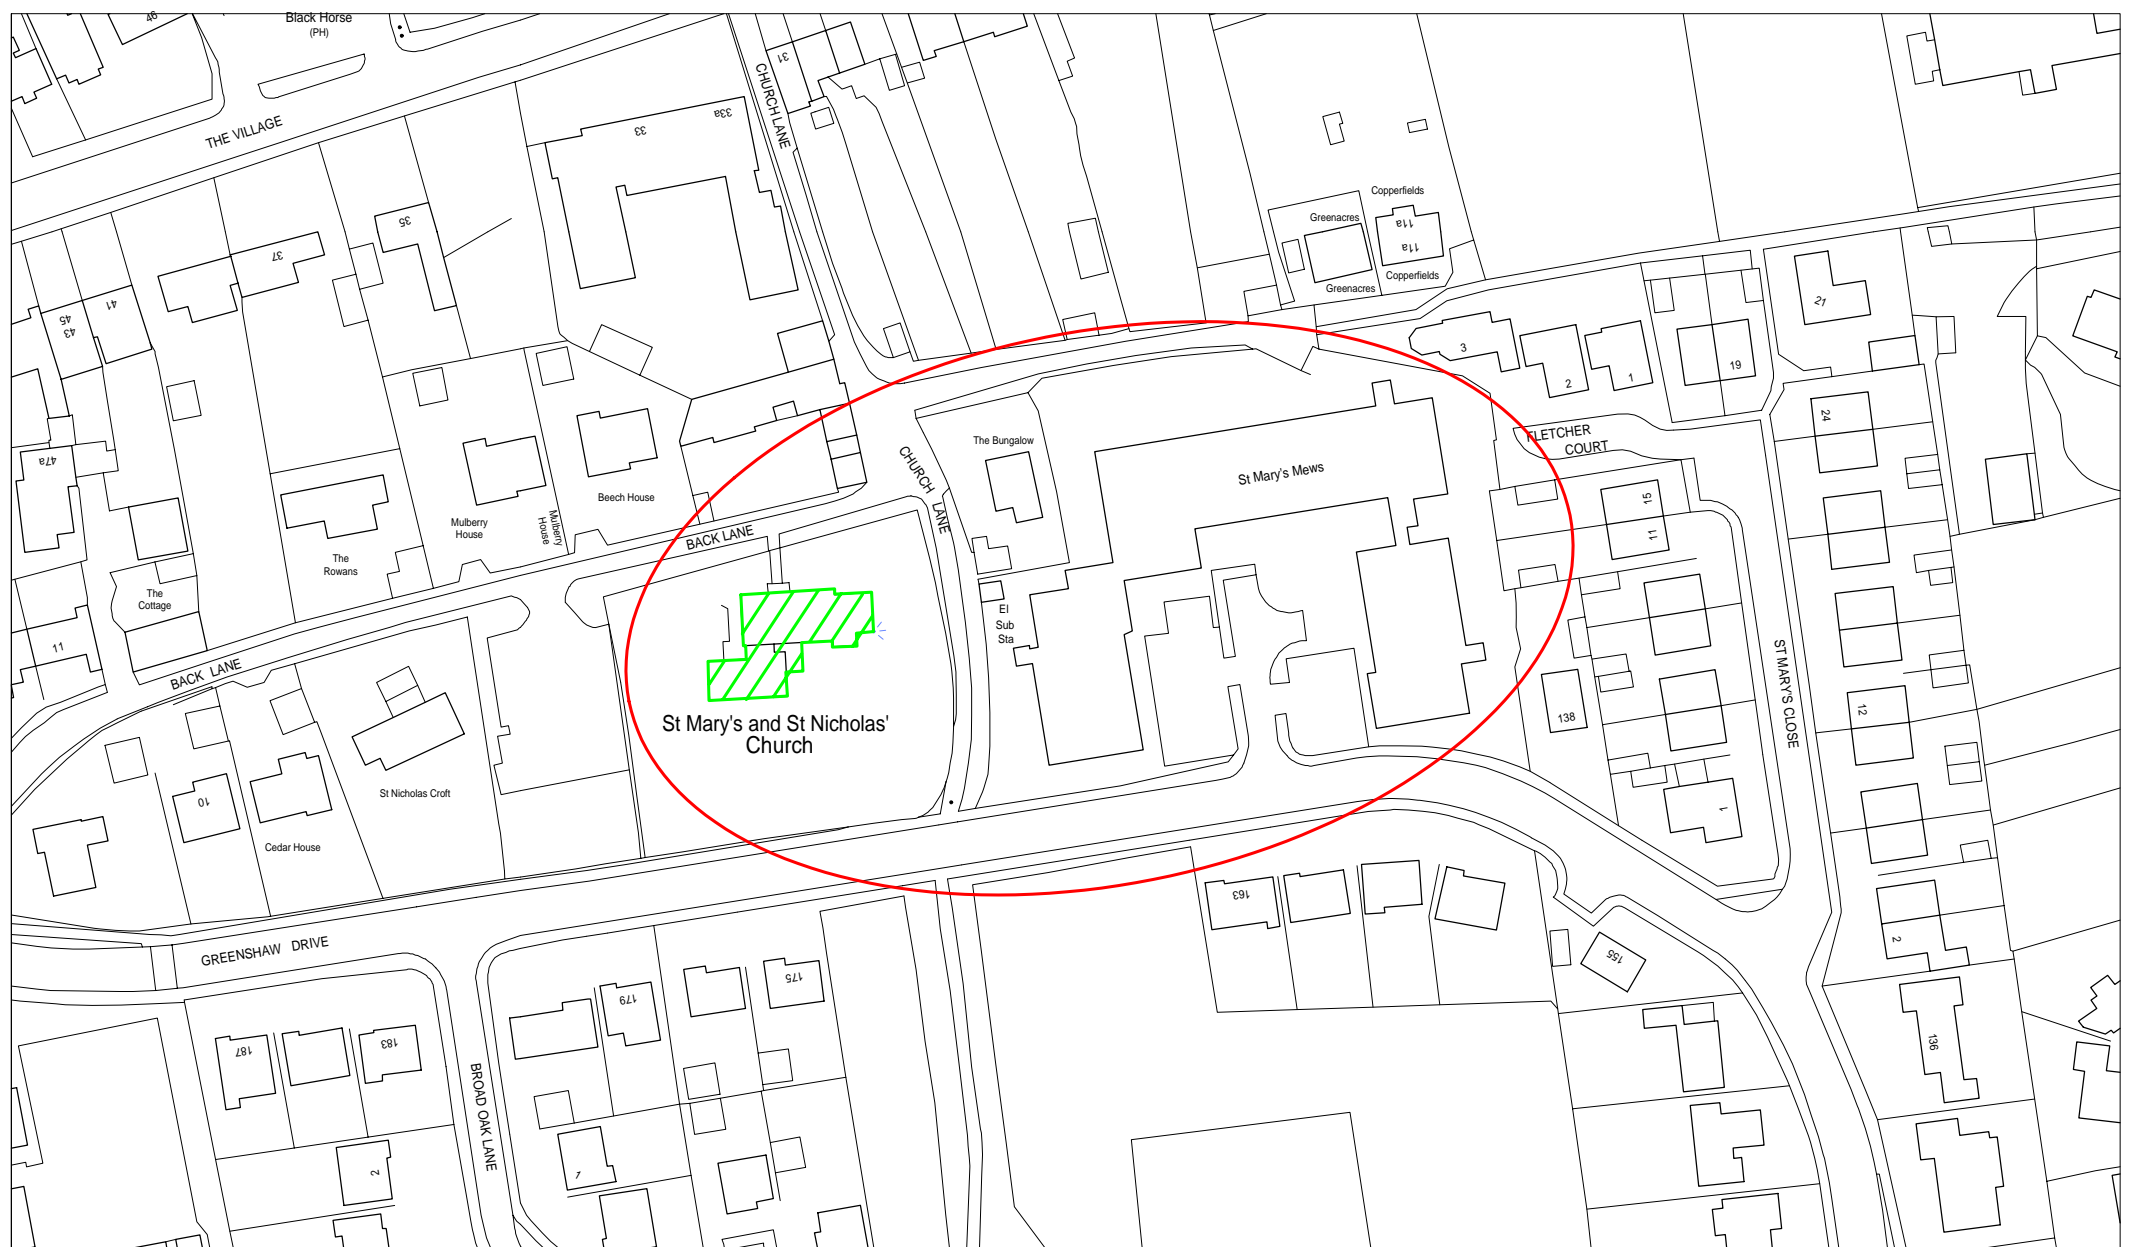 46
Black Horse
(PH)
THE VILLAGE
CHURCH LANE
31
33
33a
35
37
41
43
45
47a
Copperfields
11a
11a
Copperfields
Greenacres
Greenacres
3
2
1
19
21
24
FLETCHER
COURT
The Bungalow
CHURCH LANE
St Mary's Mews
Beech House
Mulberry
House
Mulberry
House
The
Rowans
The
Cottage
BACK LANE
BACK LANE
11
15
11
El
Sub
Sta
St Mary's and St Nicholas'
Church
138
ST MARY'S CLOSE
12
1
2
10
Cedar House
St Nicholas Croft
GREENSHAW DRIVE
163
155
175
179
183
187
BROAD OAK LANE
136
2
1